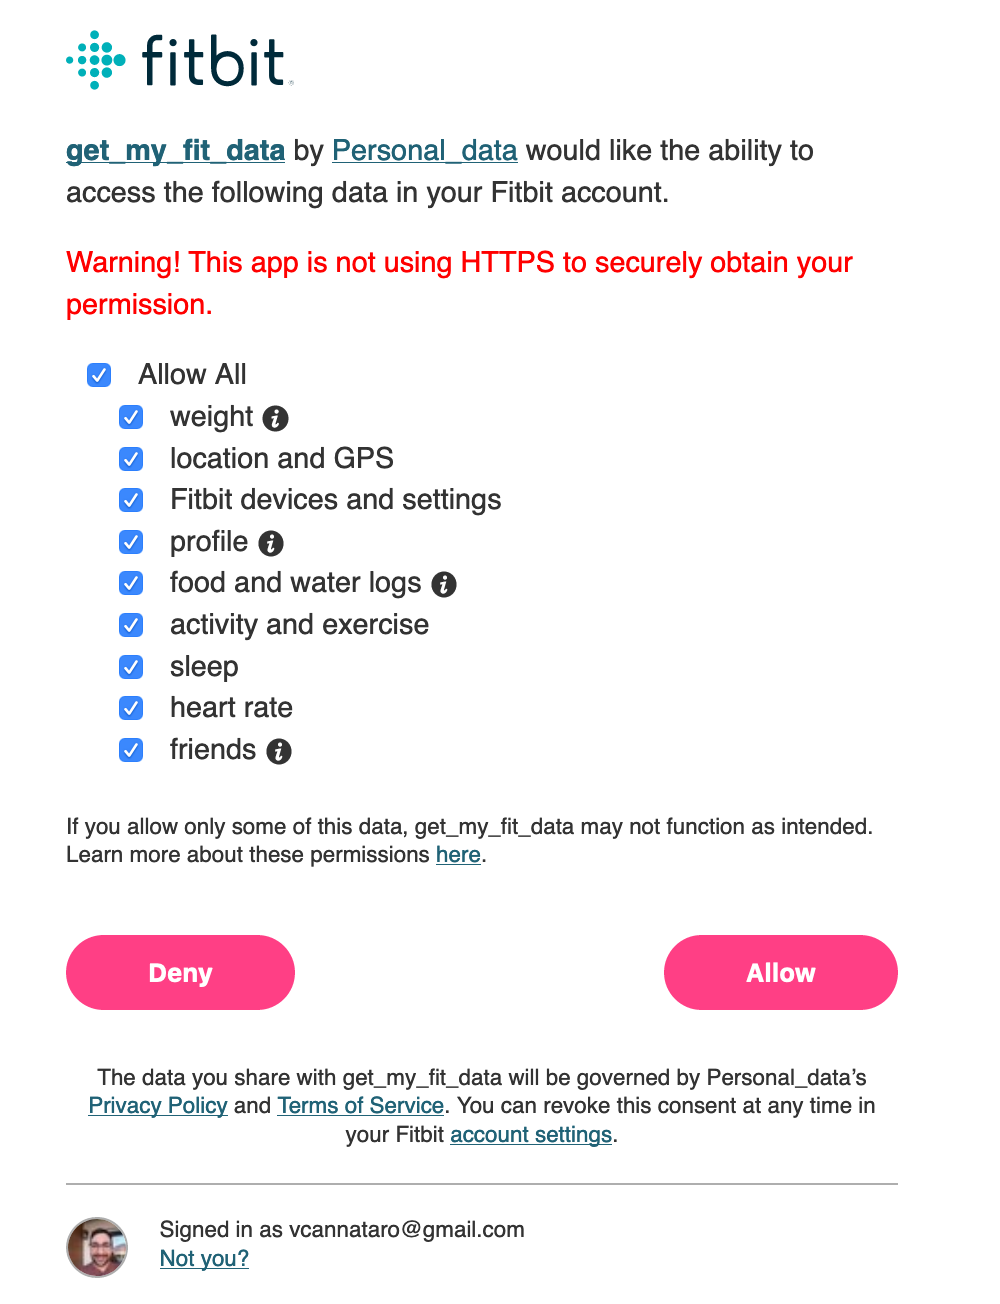 fitbit
get_my_fit_data by Personal_data would like the ability to
access the following data in your Fitbit account.
Warning! This app is not using HTTPS to securely obtain your
permission.
Allow All
weight
location and GPS
Fitbit devices and settings
profile
food and water logs
activity and exercise
sleep
heart rate
friends
If you allow only some of this data, get_my_fit_data may not function as intended.
Learn more about these permissions here.
Deny
Allow
The data you share with get_my_fit_data will be governed by Personal_data's
Privacy Policy and Terms of Service. You can revoke this consent at any time in
your Fitbit account settings.
Signed in as vcannataro@gmail.com
Not you?